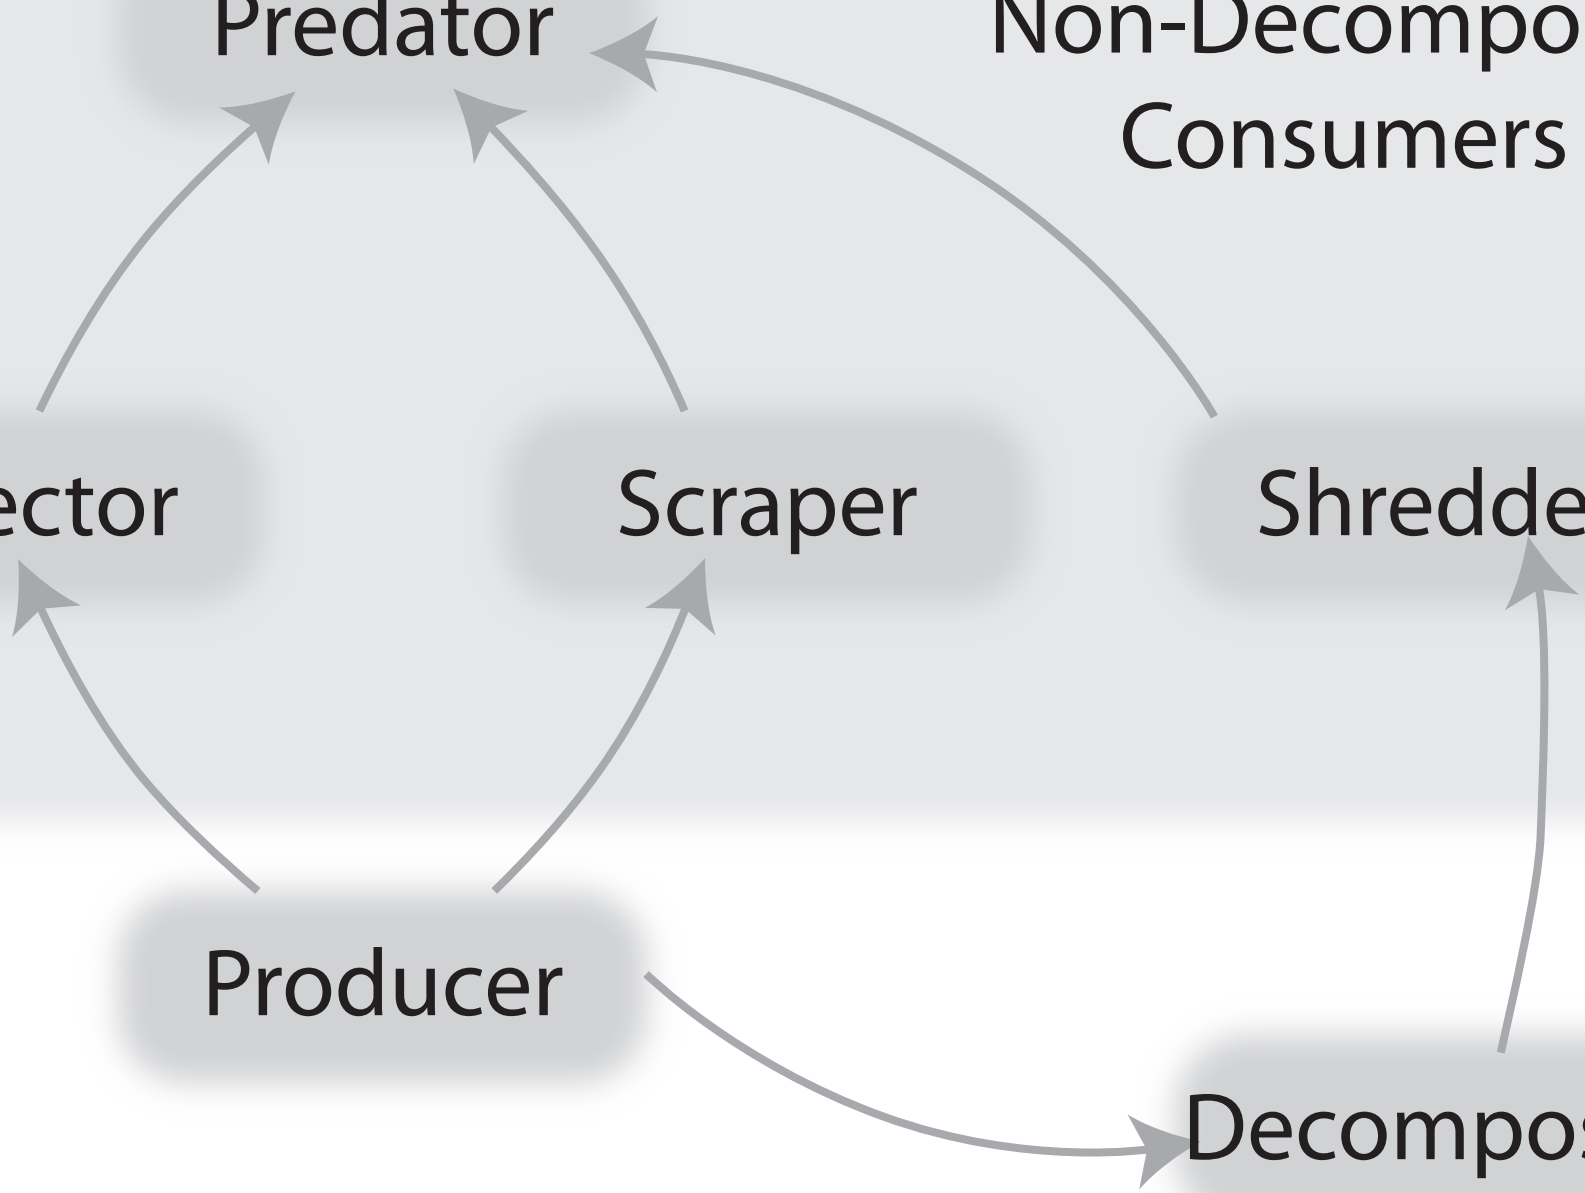 Predator
Non-Decompo
Consumers
ector
Scraper
Shredde
Producer
Decompos